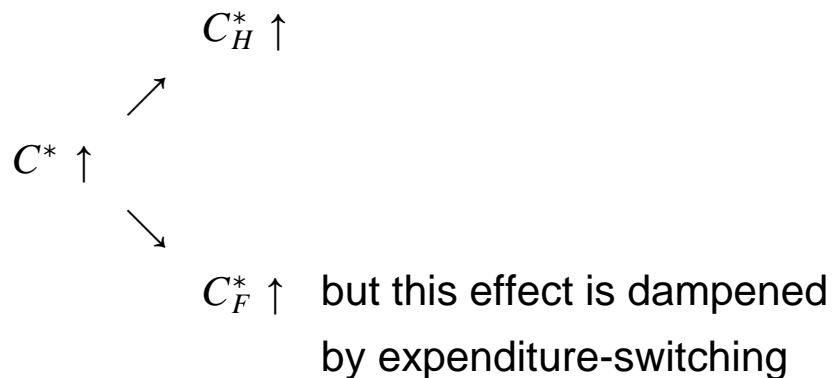 C*_H ↑
↗
C* ↑
↘
C*_F ↑ but this effect is dampened
by expenditure-switching